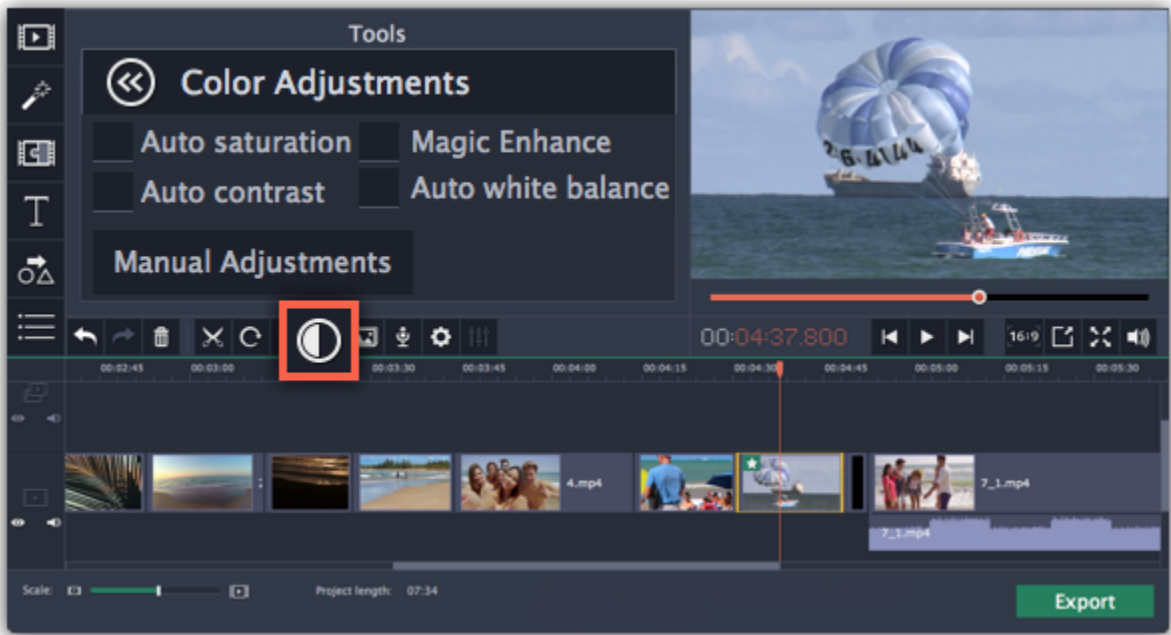 Tools
Color Adjustments
Auto saturation
Magic Enhance
Auto contrast
Auto white balance
Manual Adjustments
T
00:04:37.800
16:9
00:02:45 00:03:00 00:03:30 00:03:45 00:04:00 00:04:15 00:04:30 00:04:45 00:05:00 00:05:15 00:05:30
4.mp4
7_1.mp4
7_1.mp4
Scale:
Project length: 07:34
Export